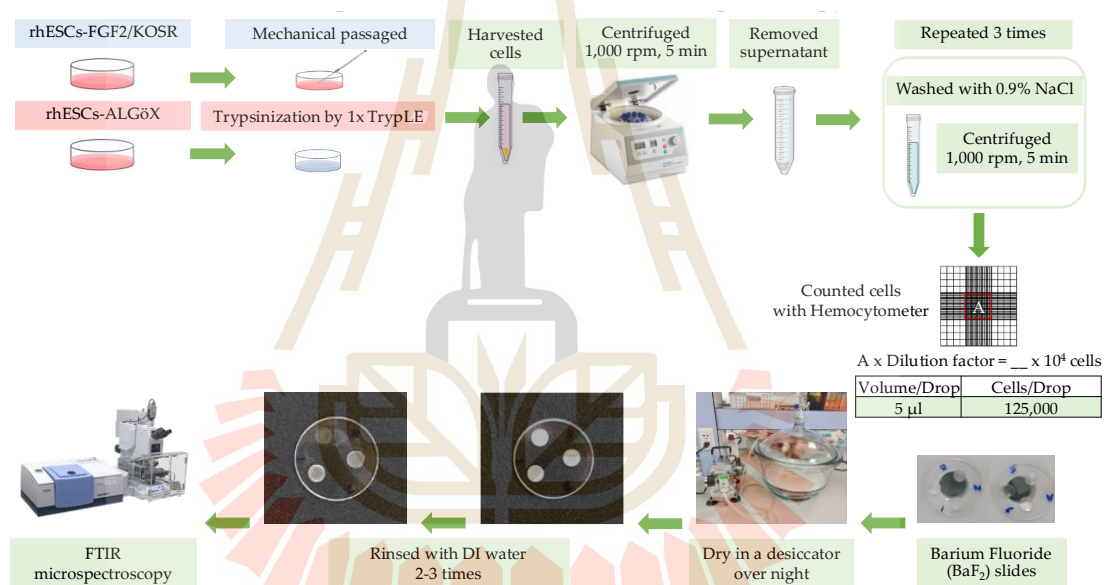 rhESCs-FGF2/KOSR
Mechanical passaged
Harvested
cells
Centrifuged
1,000 rpm, 5 min
Removed
supernatant
Repeated 3 times
rhESCs-ALGöX
Trypsinization by 1x TrypLE
Washed with 0.9% NaCl
Centrifuged
1,000 rpm, 5 min
Counted cells
with Hemocytometer
A
A x Dilution factor = __ x 10⁴ cells
Volume/Drop Cells/Drop
5 µl 125,000
FTIR
microspectroscopy
Rinsed with DI water
2-3 times
Dry in a desiccator
over night
Barium Fluoride
(BaF₂) slides